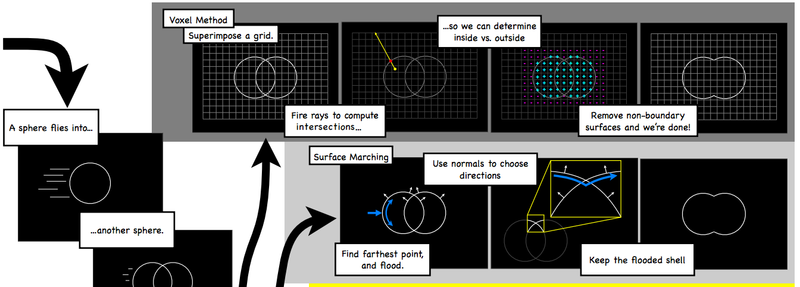 Voxel Method
Superimpose a grid.
...so we can determine
inside vs. outside
Fire rays to compute
intersections...
Remove non-boundary
surfaces and we're done!
A sphere flies into...
...another sphere.
Surface Marching
Use normals to choose
directions
Find farthest point,
and flood.
Keep the flooded shell